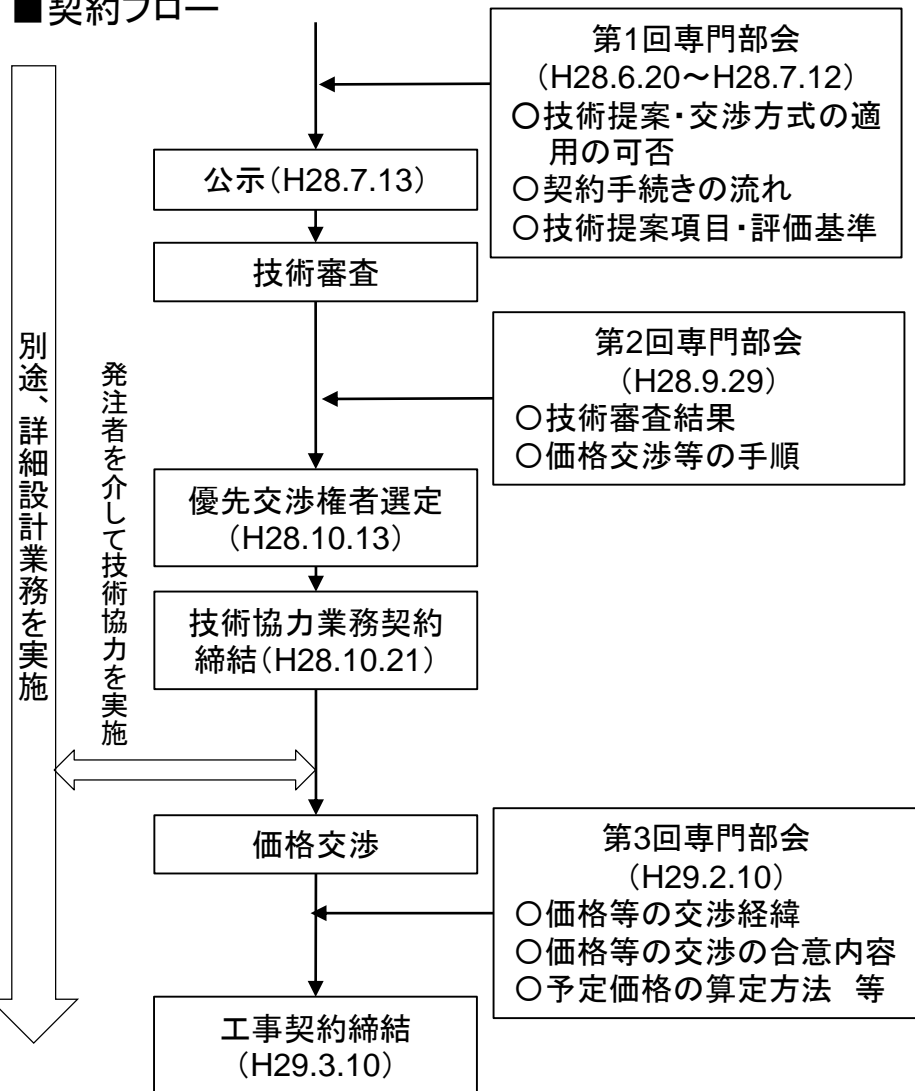 ■契約フロー
第1回専門部会
(H28.6.20～H28.7.12)
○技術提案・交渉方式の適
用の可否
○契約手続きの流れ
○技術提案項目・評価基準
公示(H28.7.13)
技術審査
第2回専門部会
(H28.9.29)
○技術審査結果
○価格交渉等の手順
別途、詳細設計業務を実施
発注者を介して技術協力を実施
優先交渉権者選定
(H28.10.13)
技術協力業務契約
締結(H28.10.21)
価格交渉
第3回専門部会
(H29.2.10)
○価格等の交渉経緯
○価格等の交渉の合意内容
○予定価格の算定方法 等
工事契約締結
(H29.3.10)